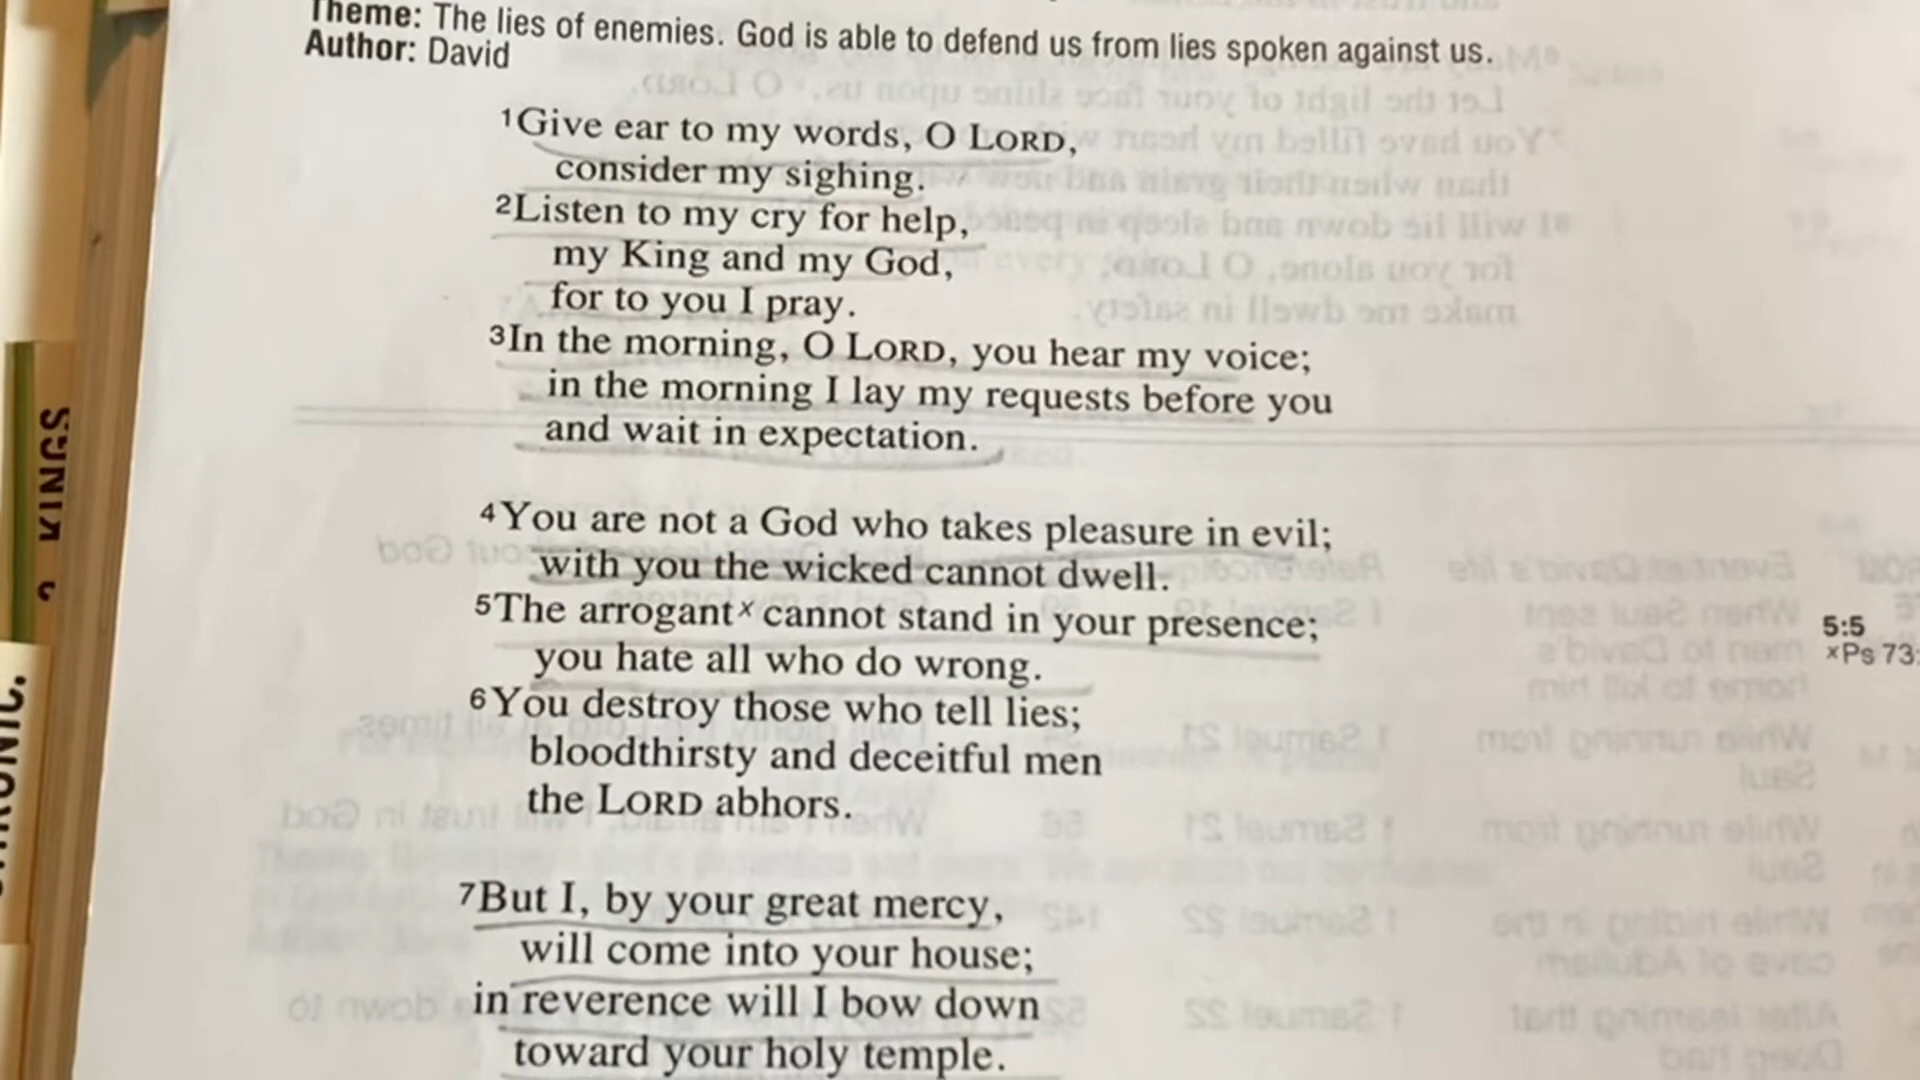 Theme: The lies of enemies. God is able to defend us from lies spoken against us.
Author: David
1Give ear to my words, O LORD,
consider my sighing.
2Listen to my cry for help,
my King and my God,
for to you I pray.
3In the morning, O LORD, you hear my voice;
in the morning I lay my requests before you
and wait in expectation.
4You are not a God who takes pleasure in evil;
with you the wicked cannot dwell.
5The arrogant x cannot stand in your presence;
you hate all who do wrong.
6You destroy those who tell lies;
bloodthirsty and deceitful men
the LORD abhors.
7But I, by your great mercy,
will come into your house;
in reverence will I bow down
toward your holy temple.
5:5
xPs 73:
KINGS